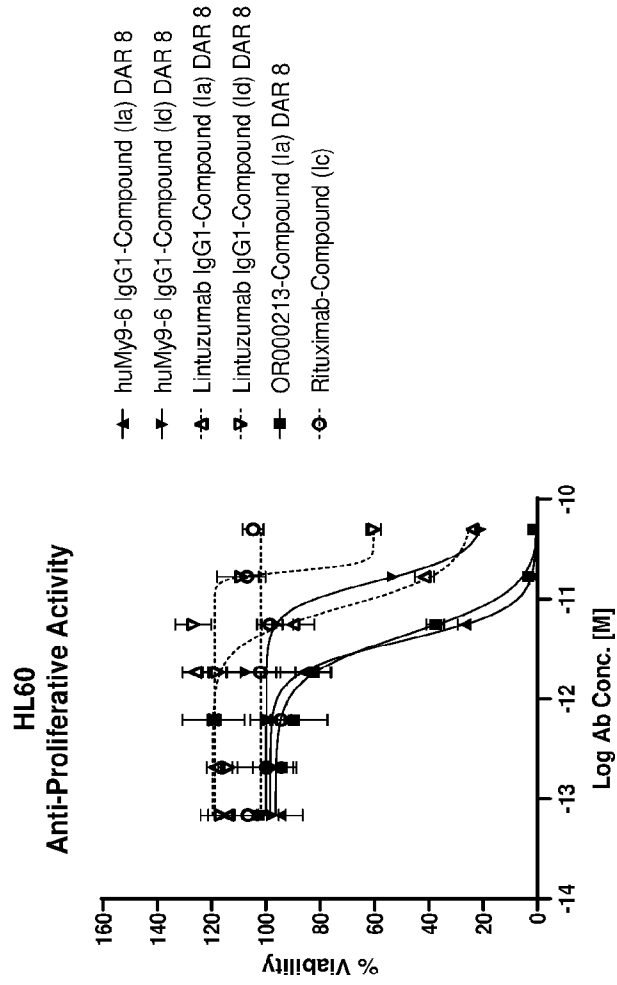 HL60
Anti-Proliferative Activity
% Viability
160
140
120
100
80
60
40
20
0
-14
-13
-12
-11
-10
Log Ab Conc. [M]
huMy9-6 IgG1-Compound (Ia) DAR 8
huMy9-6 IgG1-Compound (Id) DAR 8
Lintuzumab IgG1-Compound (Ia) DAR 8
Lintuzumab IgG1-Compound (Id) DAR 8
OR000213-Compound (Ia) DAR 8
Rituximab-Compound (Ic)